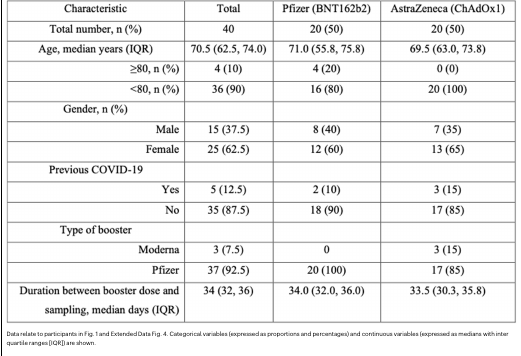 Characteristic Total Pfizer (BNT162b2) AstraZeneca (ChAdOx1)
Total number, n (%) 40 20 (50) 20 (50)
Age, median years (IQR) 70.5 (62.5, 74.0) 71.0 (55.8, 75.8) 69.5 (63.0, 73.8)
≥80, n (%) 4 (10) 4 (20) 0 (0)
<80, n (%) 36 (90) 16 (80) 20 (100)
Gender, n (%)
Male 15 (37.5) 8 (40) 7 (35)
Female 25 (62.5) 12 (60) 13 (65)
Previous COVID-19
Yes 5 (12.5) 2 (10) 3 (15)
No 35 (87.5) 18 (90) 17 (85)
Type of booster
Moderna 3 (7.5) 0 3 (15)
Pfizer 37 (92.5) 20 (100) 17 (85)
Duration between booster dose and 34 (32, 36) 34.0 (32.0, 36.0) 33.5 (30.3, 35.8)
sampling, median days (IQR)
Data relate to participants in Fig. 1 and Extended Data Fig. 4. Categorical variables (expressed as proportions and percentages) and continuous variables (expressed as medians with inter
quartile ranges [IQR]) are shown.